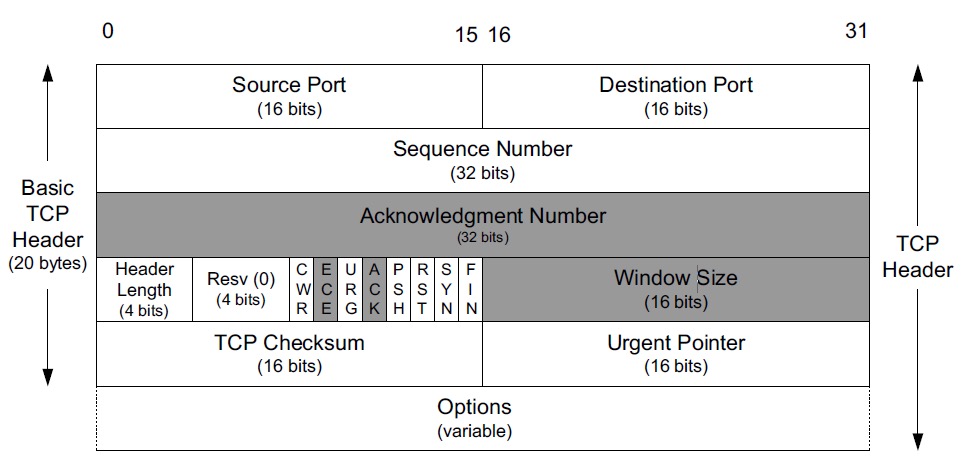 0 15 16 31
Source Port
(16 bits)
Destination Port
(16 bits)
Sequence Number
(32 bits)
Acknowledgment Number
(32 bits)
Header
Length
(4 bits)
Resv (0)
(4 bits)
CWR
ECE
URG
ACK
PSH
RST
SYN
FIN
Window Size
(16 bits)
TCP Checksum
(16 bits)
Urgent Pointer
(16 bits)
Options
(variable)
Basic
TCP
Header
(20 bytes)
TCP
Header